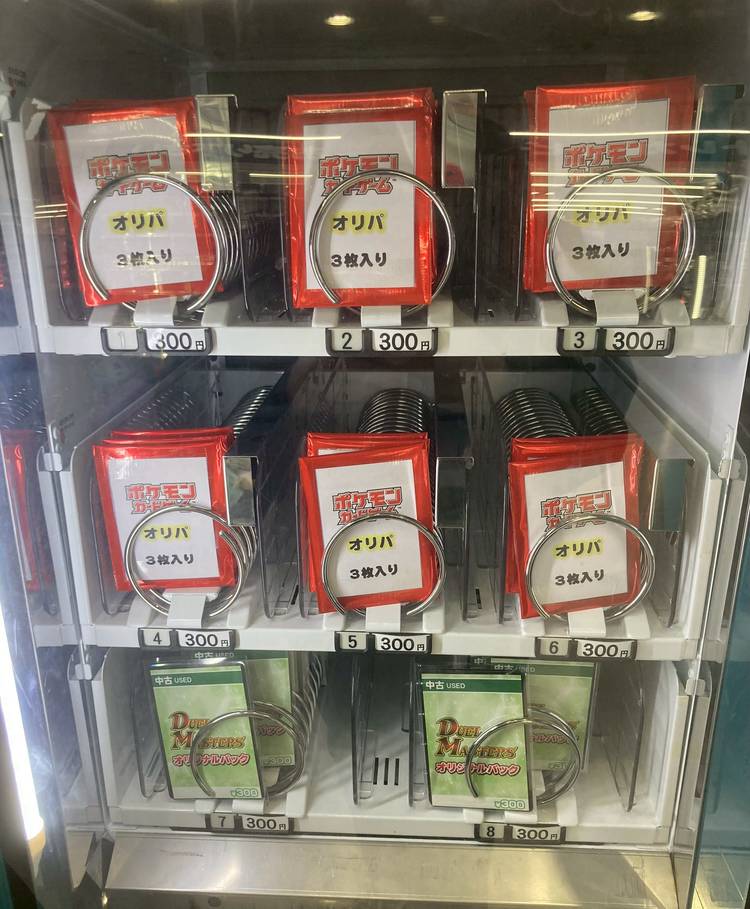 ポケモン
カードゲーム
オリパ
3枚入り
ポケモン
カードゲーム
オリパ
3枚入り
ポケモン
カードゲーム
オリパ
3枚入り
1 300円
2 300円
3 300円
ポケモン
カードゲーム
オリパ
3枚入り
ポケモン
カードゲーム
オリパ
3枚入り
ポケモン
カードゲーム
オリパ
3枚入り
4 300円
5 300円
6 300円
中古 USED
DUEL
MASTERS
オリジナルパック
¥300
¥300
中古 USED
DUEL
MASTERS
オリジナルパック
¥300
7 300円
8 300円